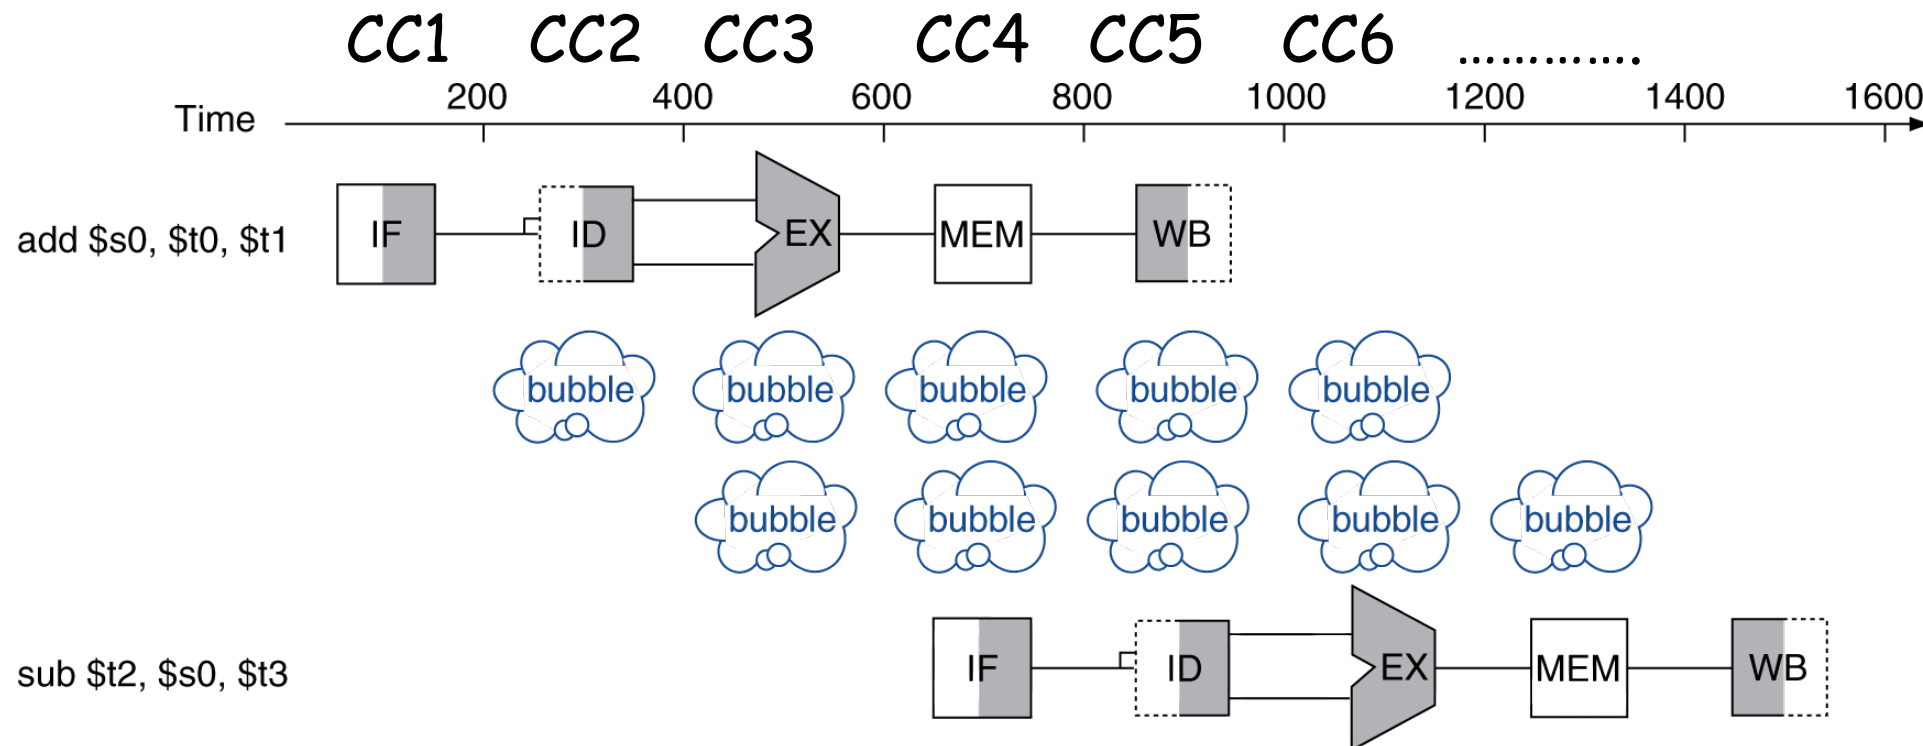 CC1 CC2 CC3 CC4 CC5 CC6 .............
Time 200 400 600 800 1000 1200 1400 1600
add $s0, $t0, $t1 IF ID EX MEM WB
bubble bubble bubble bubble bubble
bubble bubble bubble bubble bubble
sub $t2, $s0, $t3 IF ID EX MEM WB